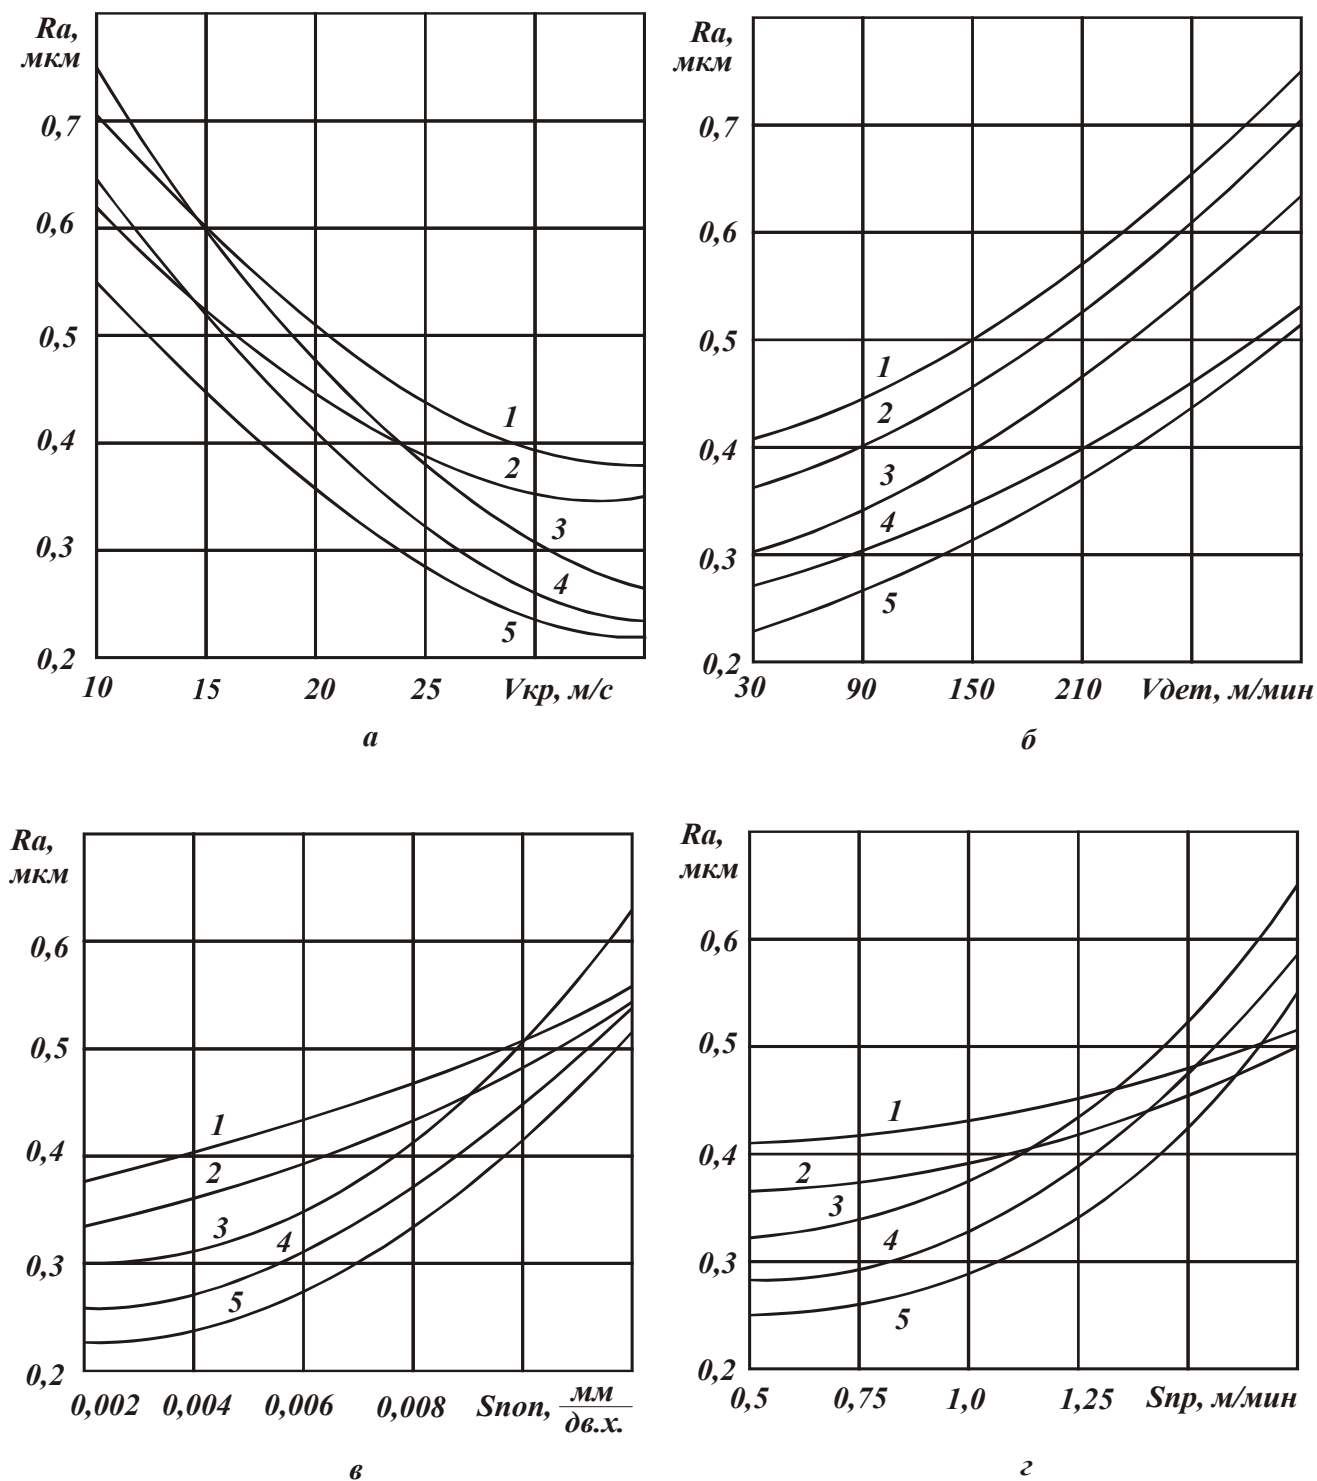 Ra,
мкм
0,7
0,6
0,5
0,4
0,3
0,2
1
2
3
4
5
10 15 20 25 Vкр, м/с
а
Ra,
мкм
0,7
0,6
0,5
0,4
0,3
0,2
1
2
3
4
5
30 90 150 210 Vдет, м/мин
б
Ra,
мкм
0,6
0,5
0,4
0,3
0,2
1
2
3
4
5
0,002 0,004 0,006 0,008 Sпоп, мм
дв.х.
в
Ra,
мкм
0,6
0,5
0,4
0,3
0,2
1
2
3
4
5
0,5 0,75 1,0 1,25 Sпр, м/мин
г